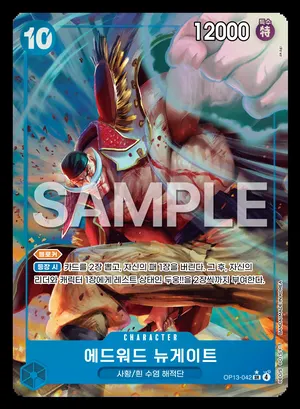 10
12000
특수
特
SAMPLE
블로커
등장 시 카드를 2장 뽑고, 자신의 패 1장을 버린다. 그 후, 자신의
리더와 캐릭터 1장에게 레스트 상태인 두웅!!을 2장씩까지 부여한다.
CHARACTER
에드워드 뉴게이트
사황/흰 수염 해적단
OP13-042